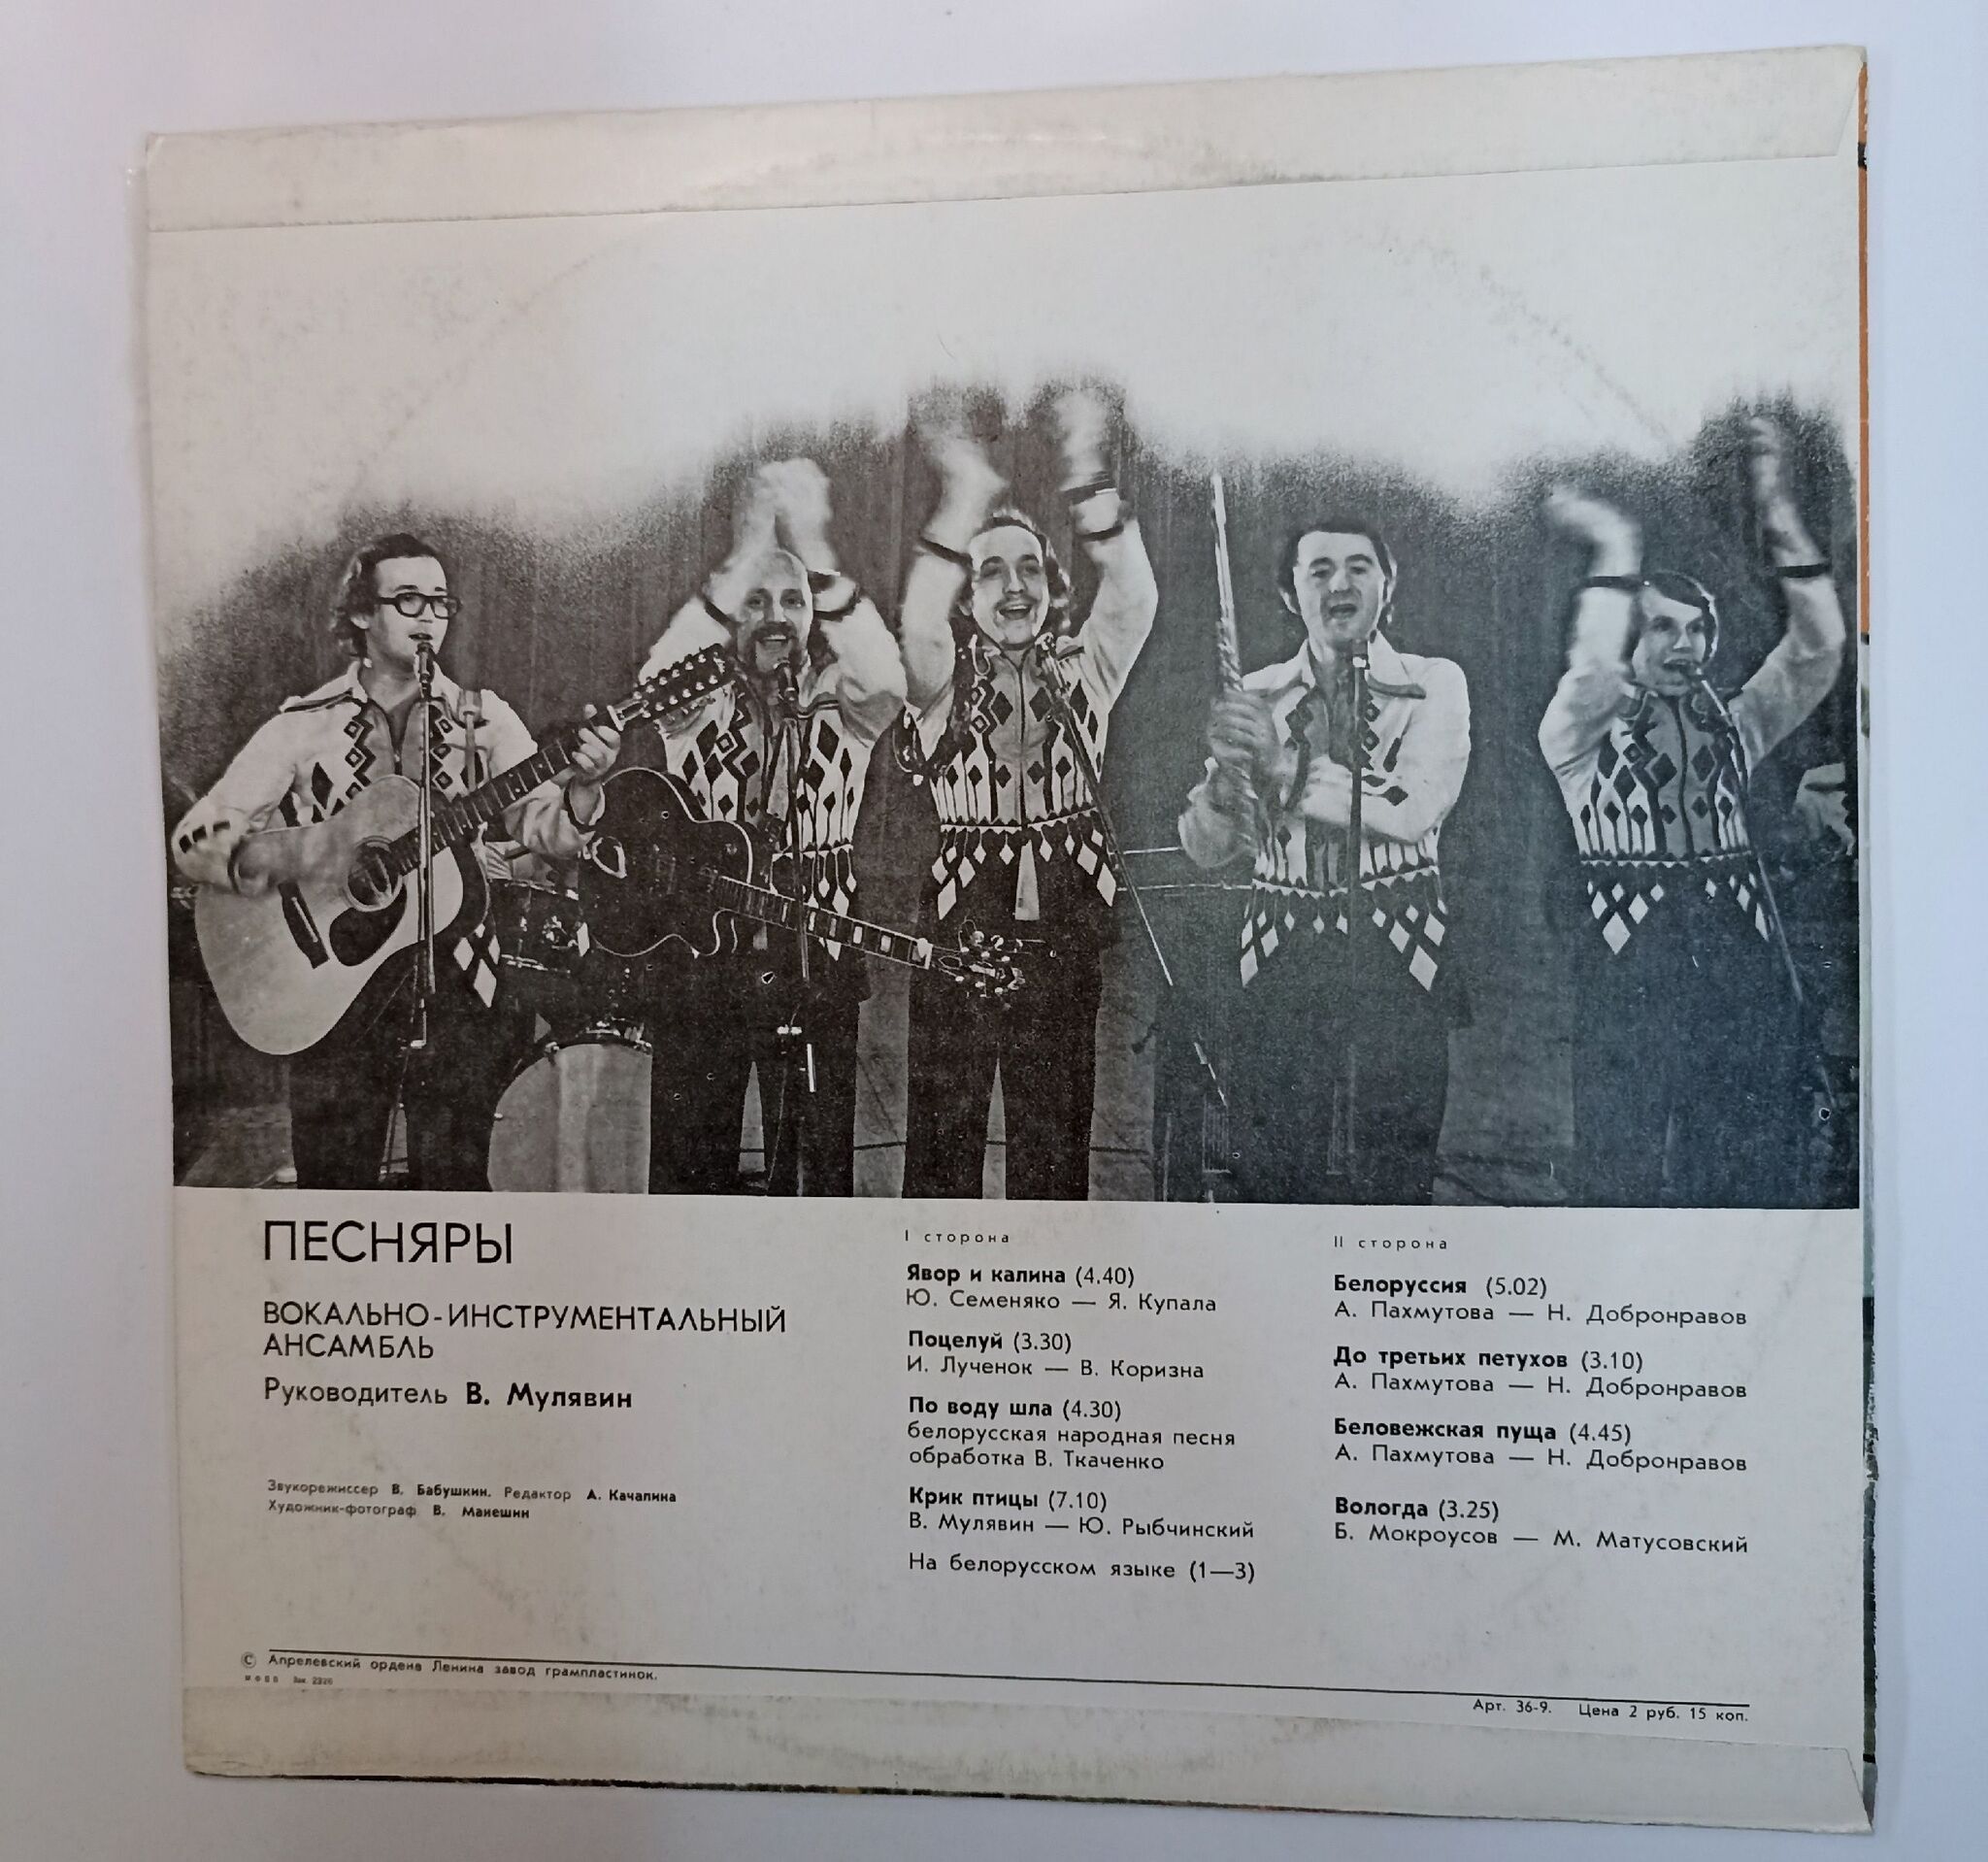 ПЕСНЯРЫ
ВОКАЛЬНО-ИНСТРУМЕНТАЛЬНЫЙ
АНСАМБЛЬ
Руководитель В. Мулявин
Звукорежиссер В. Бабушкин. Редактор А. Качалина
Художник-фотограф В. Манешин
I сторона
Явор и калина (4.40)
Ю. Семеняко — Я. Купала
Поцелуй (3.30)
И. Лученок — В. Коризна
По воду шла (4.30)
белорусская народная песня
обработка В. Ткаченко
Крик птицы (7.10)
В. Мулявин — Ю. Рыбчинский
На белорусском языке (1—3)
II сторона
Белоруссия (5.02)
А. Пахмутова — Н. Добронравов
До третьих петухов (3.10)
А. Пахмутова — Н. Добронравов
Беловежская пуща (4.45)
А. Пахмутова — Н. Добронравов
Вологда (3.25)
Б. Мокроусов — М. Матусовский
© Апрелевский ордена Ленина завод грампластинок.
Зак.
Арт. 36-9. Цена 2 руб. 15 коп.